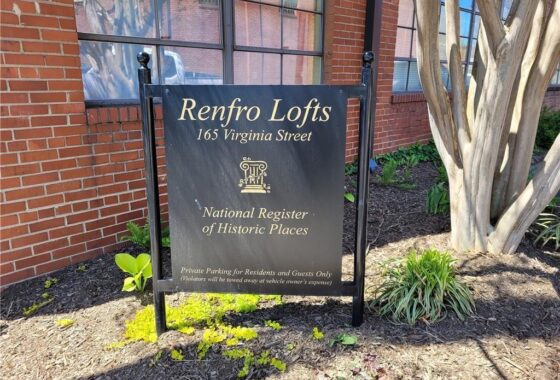 Renfro Lofts
165 Virginia Street
National Register
of Historic Places
Private Parking for Residents and Guests Only
(Violators will be towed away at vehicle owner's expense)